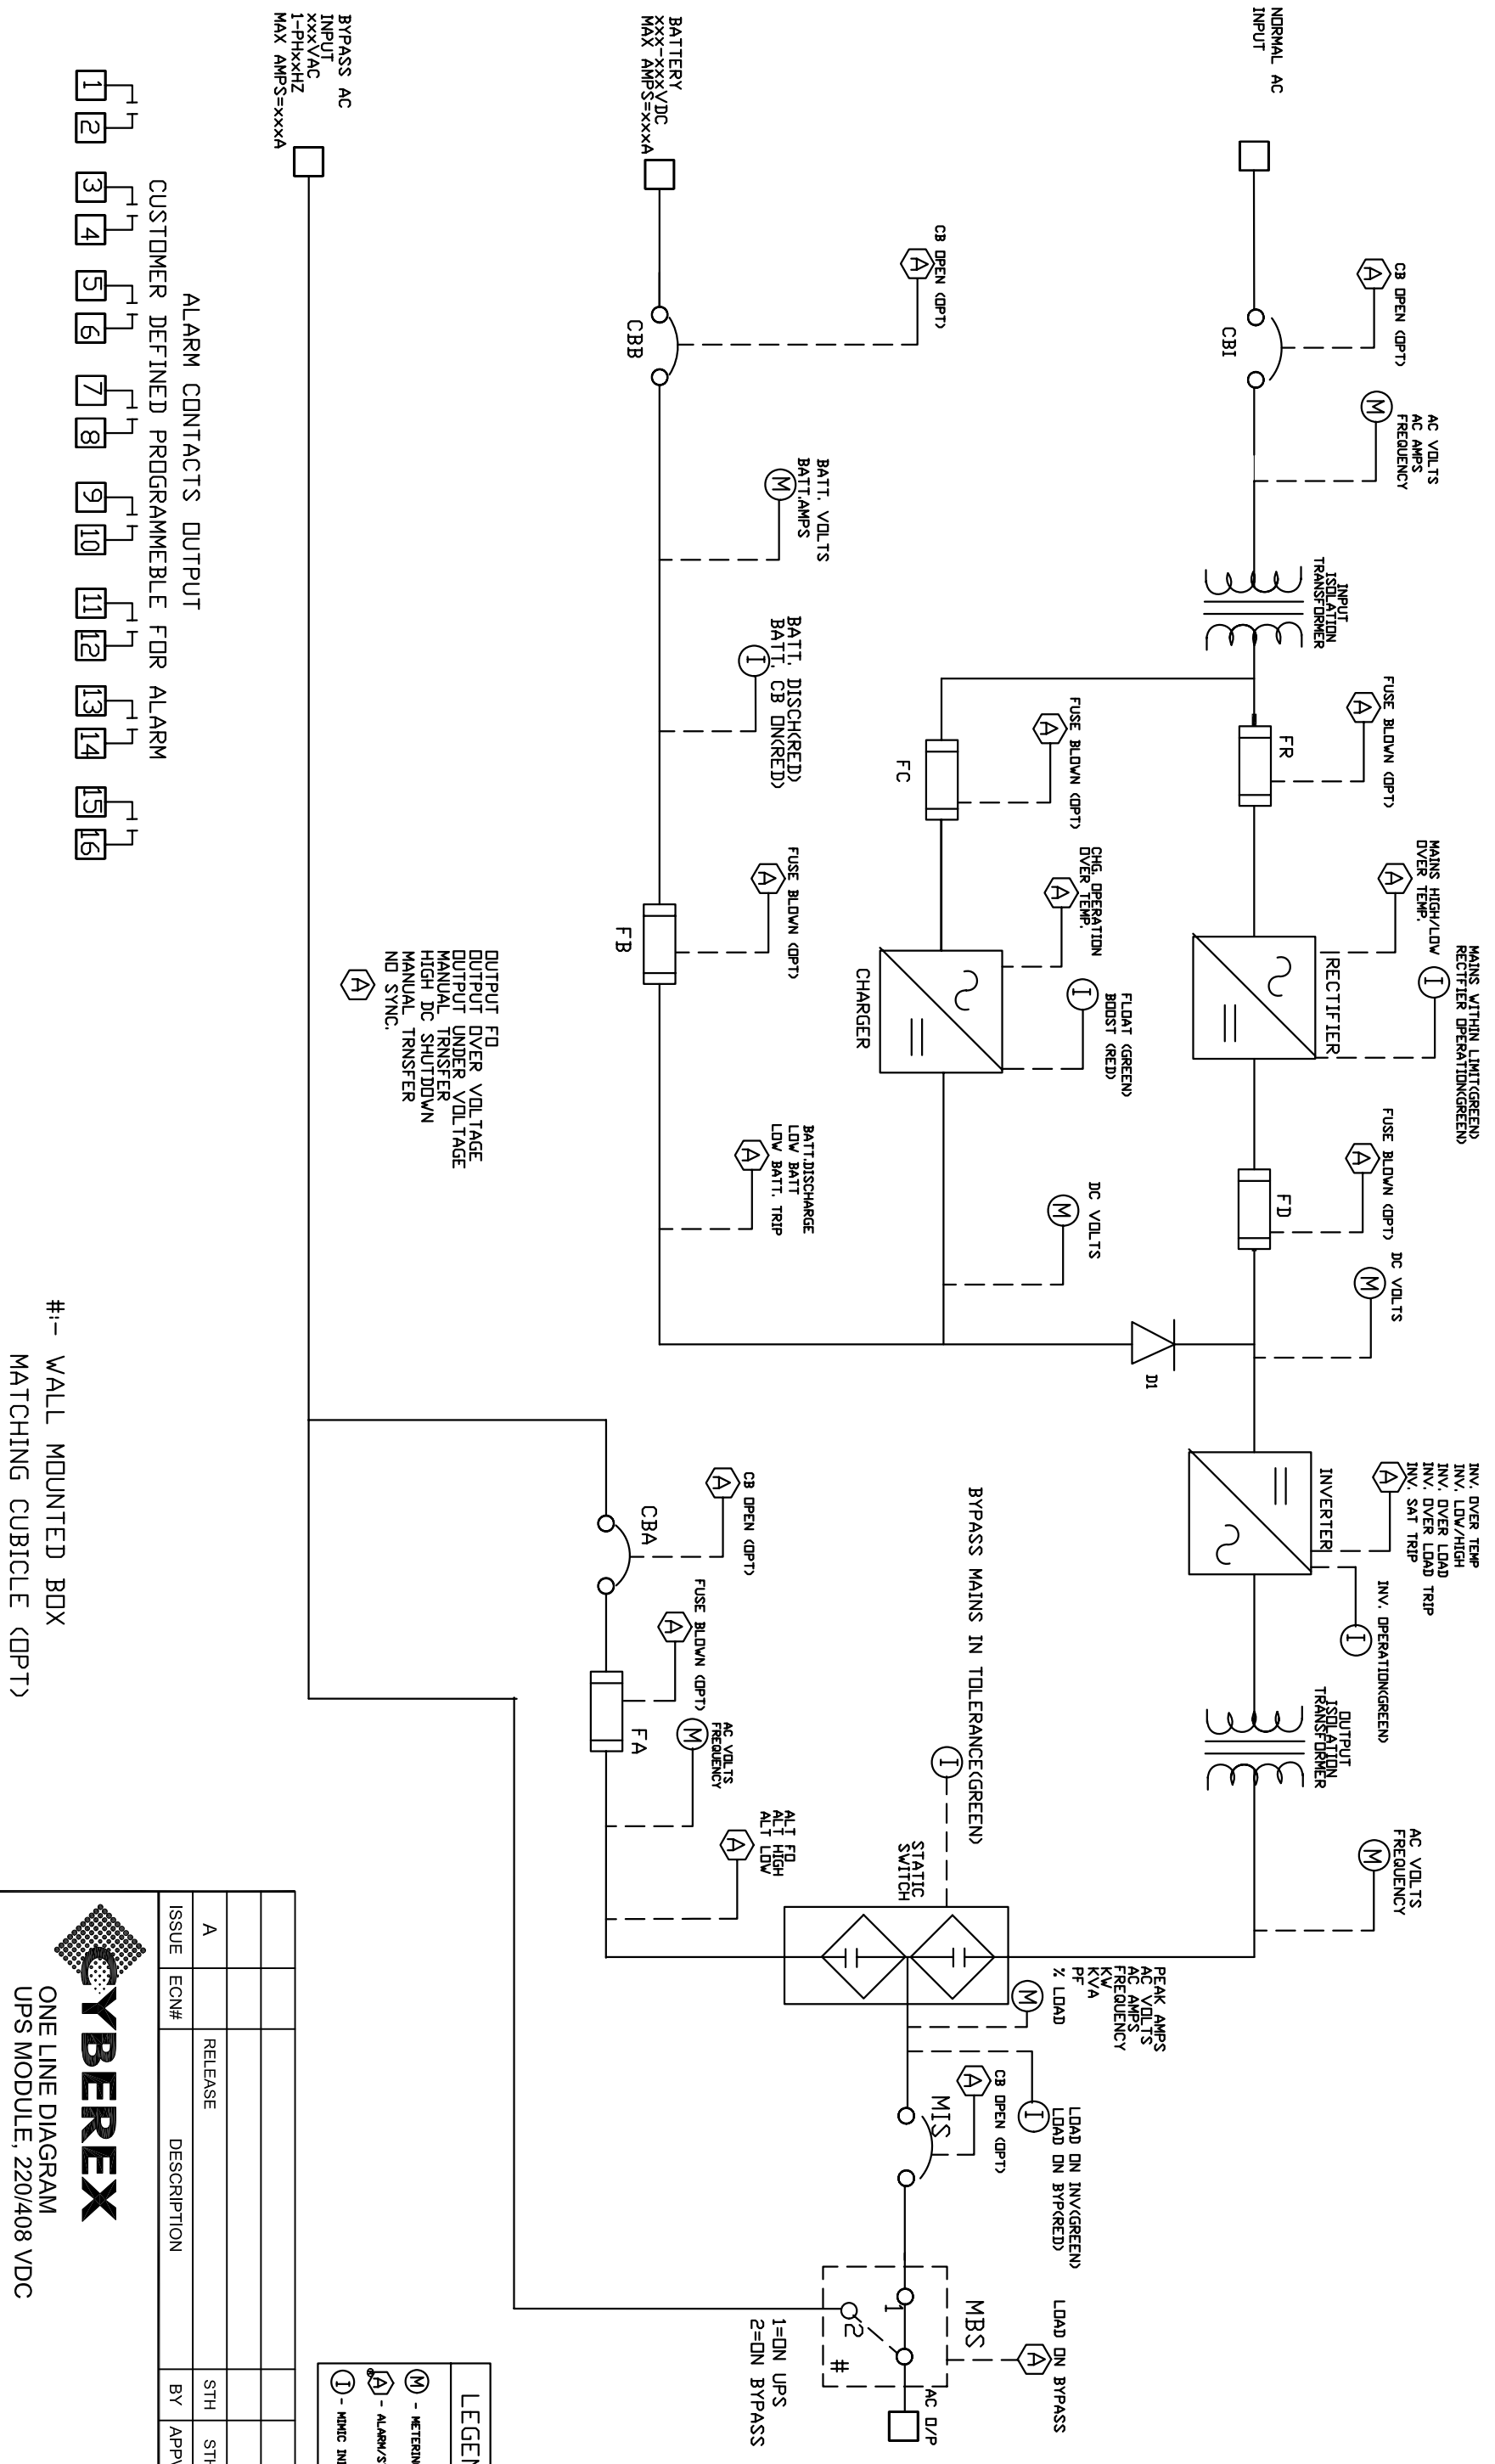 NORMAL AC
INPUT
CB OPEN (OPT)
A
CBI
AC VOLTS
AC AMPS
FREQUENCY
M
INPUT
ISOLATION
TRANSFORMER
FUSE BLOWN (OPT)
A
FR
MAINS WITHIN LIMIT(GREEN)
RECTIFIER OPERATION(GREEN)
MAINS HIGH/LOW
OVER TEMP.
A
I
RECTIFIER
FUSE BLOWN (OPT)
A
FD
DC VOLTS
M
INV. OVER TEMP
INV. LOW/HIGH
INV. OVER LOAD
INV. OVER LOAD TRIP
INV. SAT TRIP
A
INV. OPERATION(GREEN)
I
INVERTER
OUTPUT
ISOLATION
TRANSFORMER
AC VOLTS
FREQUENCY
M
FUSE BLOWN (OPT)
A
FC
CHG. OPERATION
OVER TEMP.
A
FLOAT (GREEN)
BOOST (RED)
I
CHARGER
DC VOLTS
M
D1
BATTERY
xxx-xxxVDC
MAX AMPS=xxxA
CB OPEN (OPT)
A
CBB
BATT. VOLTS
BATT.AMPS
M
BATT. DISCH(RED)
BATT. CB ON(RED)
I
FUSE BLOWN (OPT)
A
FB
BATT.DISCHARGE
LOW BATT
LOW BATT. TRIP
A
BYPASS MAINS IN TOLERANCE(GREEN)
I
STATIC
SWITCH
PEAK AMPS
AC VOLTS
AC AMPS
FREQUENCY
KW
KVA
PF
% LOAD
M
LOAD ON INV(GREEN)
LOAD ON BYP(RED)
I
CB OPEN (OPT)
A
MIS
LOAD ON BYPASS
A
MBS
1
2
#
AC O/P
1=ON UPS
2=ON BYPASS
CB OPEN (OPT)
A
CBA
FUSE BLOWN (OPT)
A
FA
AC VOLTS
FREQUENCY
M
ALT FO
ALT HIGH
ALT LOW
A
OUTPUT FO
OUTPUT OVER VOLTAGE
OUTPUT UNDER VOLTAGE
MANUAL TRNSFER
HIGH DC SHUTDOWN
MANUAL TRNSFER
NO SYNC.
A
BYPASS AC
INPUT
xxxVAC
1-PHxxHZ
MAX AMPS=xxxA
ALARM CONTACTS OUTPUT
CUSTOMER DEFINED PROGRAMMEBLE FOR ALARM
1 2 3 4 5 6 7 8 9 10 11 12 13 14 15 16
#:- WALL MOUNTED BOX
MATCHING CUBICLE (OPT)
M
A
I - MIMIC
A RELEASE STH
ISSUE ECN# DESCRIPTION BY
CYBEREX
ONE LINE DIAGRAM
UPS MODULE, 220/408 VDC